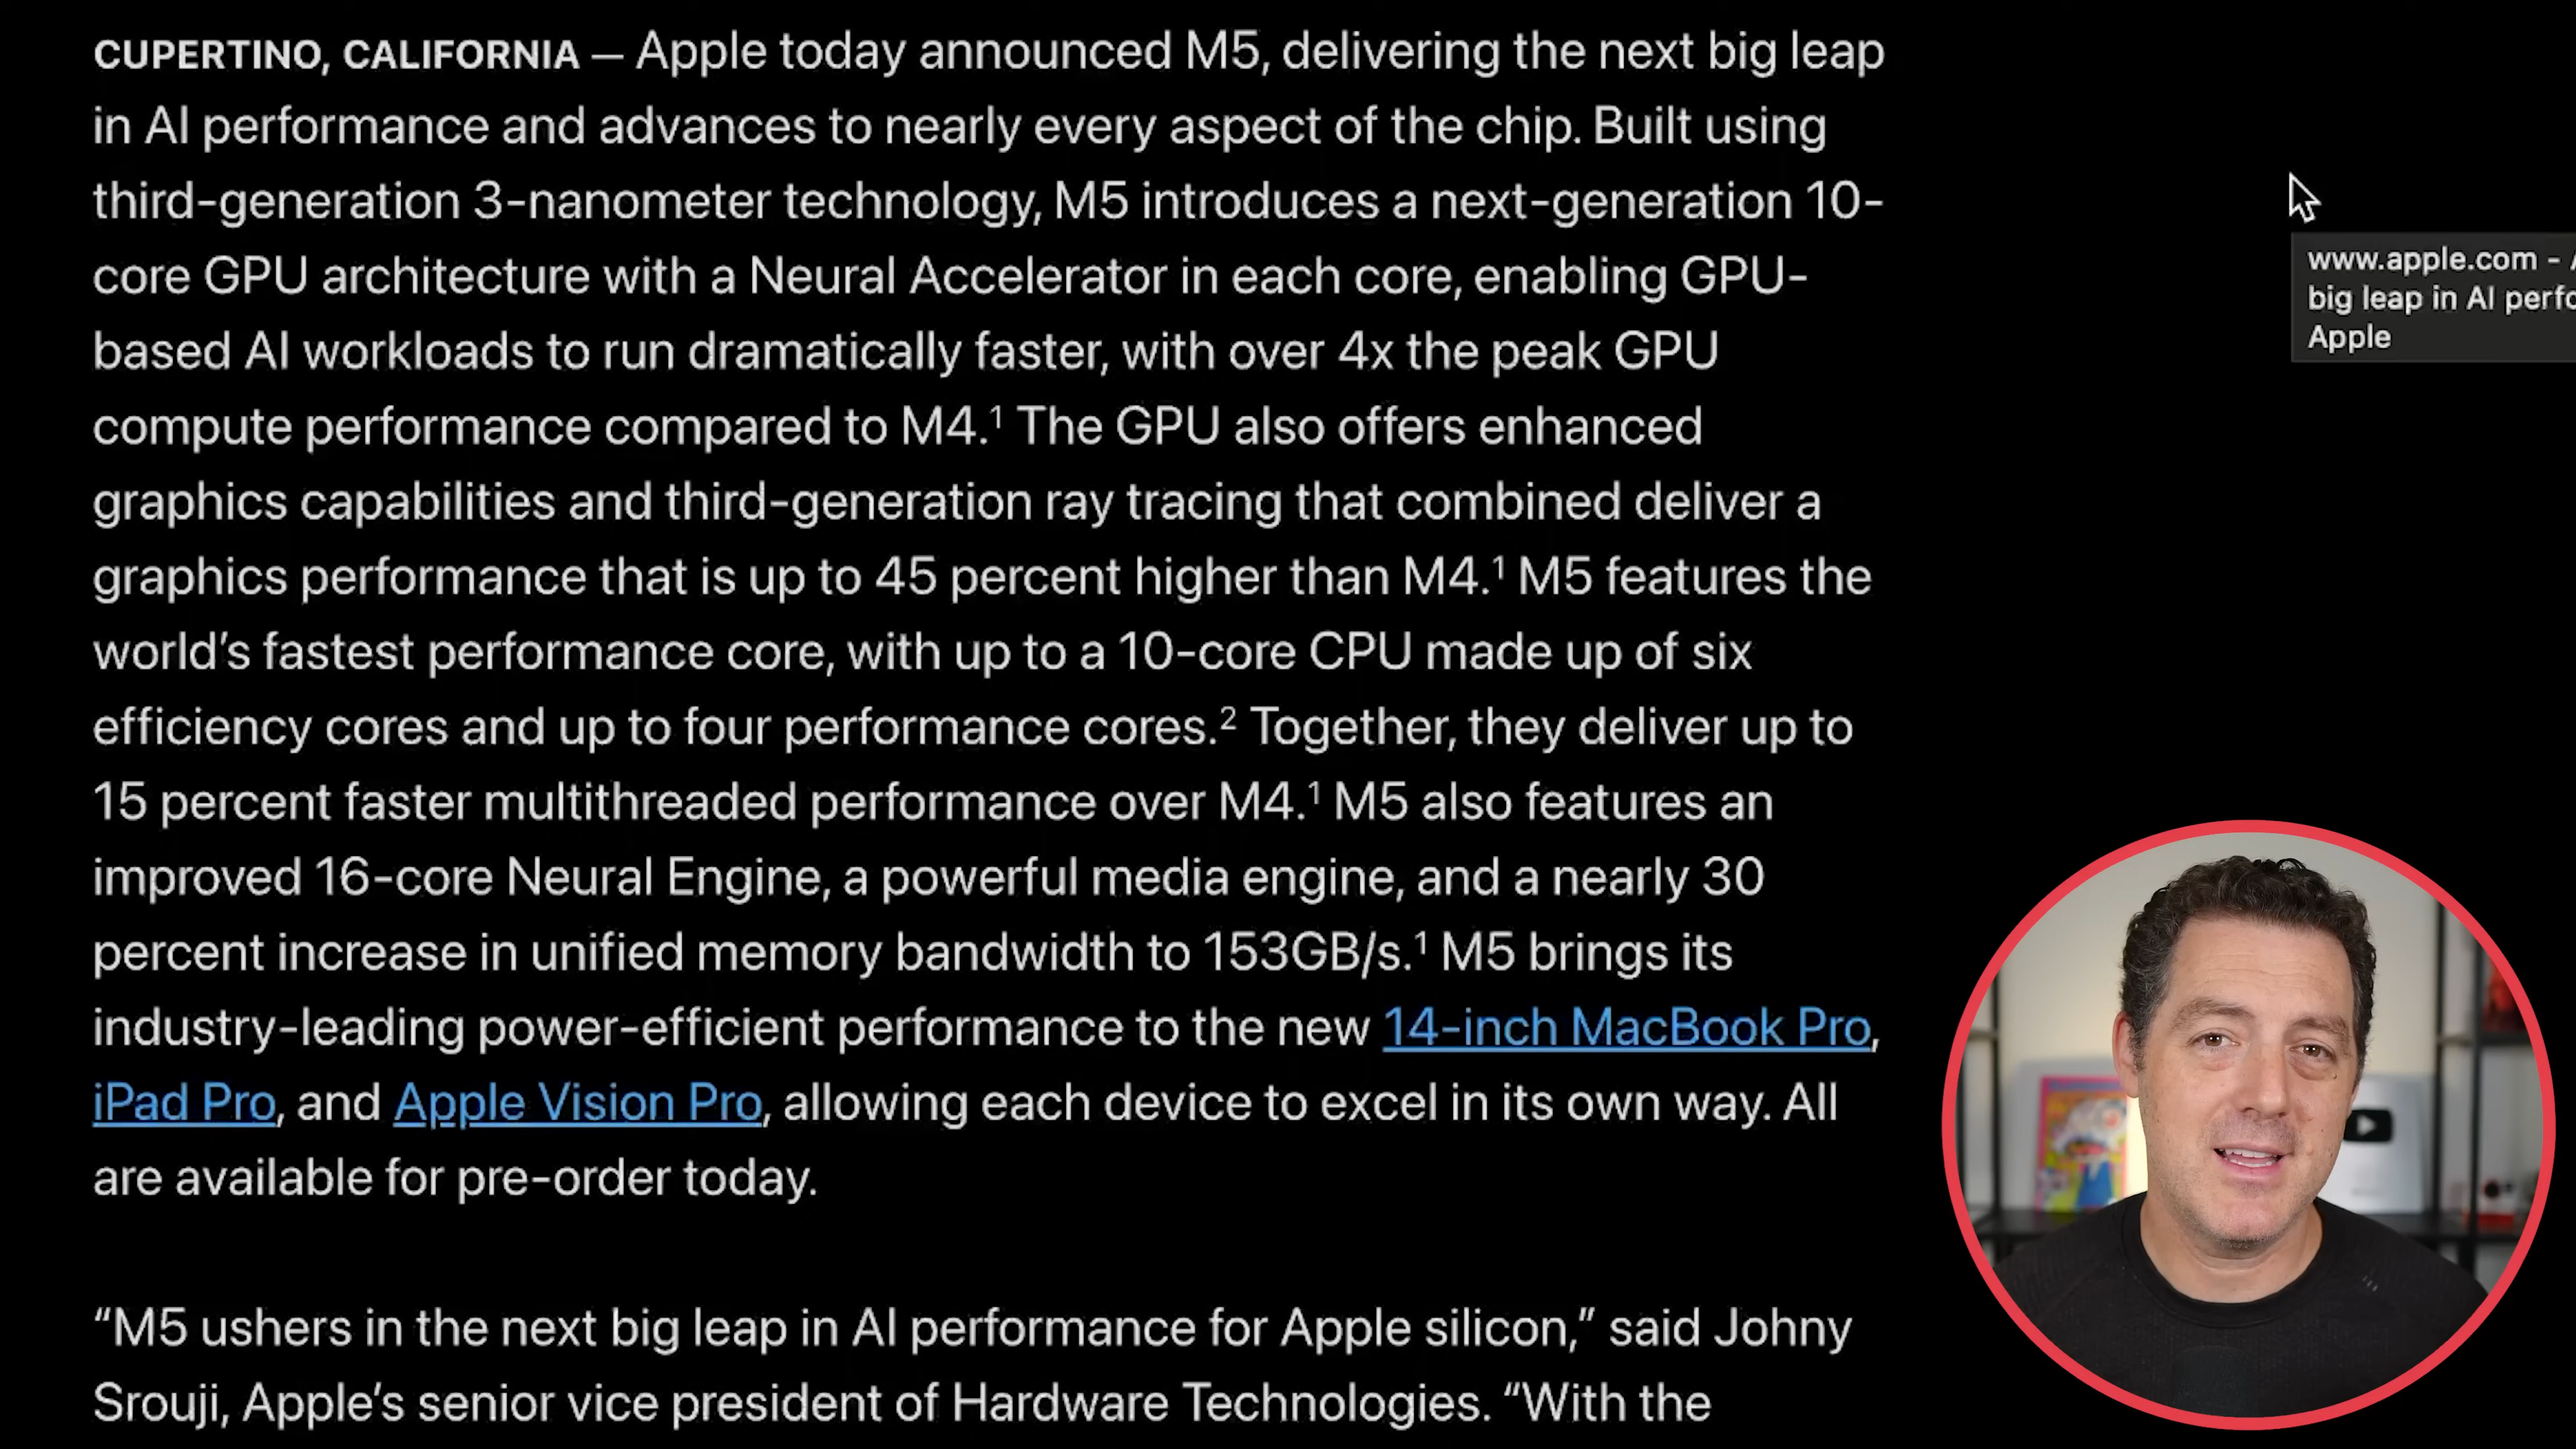 CUPERTINO, CALIFORNIA — Apple today announced M5, delivering the next big leap
in AI performance and advances to nearly every aspect of the chip. Built using
third-generation 3-nanometer technology, M5 introduces a next-generation 10-
core GPU architecture with a Neural Accelerator in each core, enabling GPU-
based AI workloads to run dramatically faster, with over 4x the peak GPU
compute performance compared to M4.¹ The GPU also offers enhanced
graphics capabilities and third-generation ray tracing that combined deliver a
graphics performance that is up to 45 percent higher than M4.¹ M5 features the
world’s fastest performance core, with up to a 10-core CPU made up of six
efficiency cores and up to four performance cores.² Together, they deliver up to
15 percent faster multithreaded performance over M4.¹ M5 also features an
improved 16-core Neural Engine, a powerful media engine, and a nearly 30
percent increase in unified memory bandwidth to 153GB/s.¹ M5 brings its
industry-leading power-efficient performance to the new 14-inch MacBook Pro,
iPad Pro, and Apple Vision Pro, allowing each device to excel in its own way. All
are available for pre-order today.
“M5 ushers in the next big leap in AI performance for Apple silicon,” said Johny
Srouji, Apple’s senior vice president of Hardware Technologies. “With the
www.apple.com -
big leap in AI
Apple